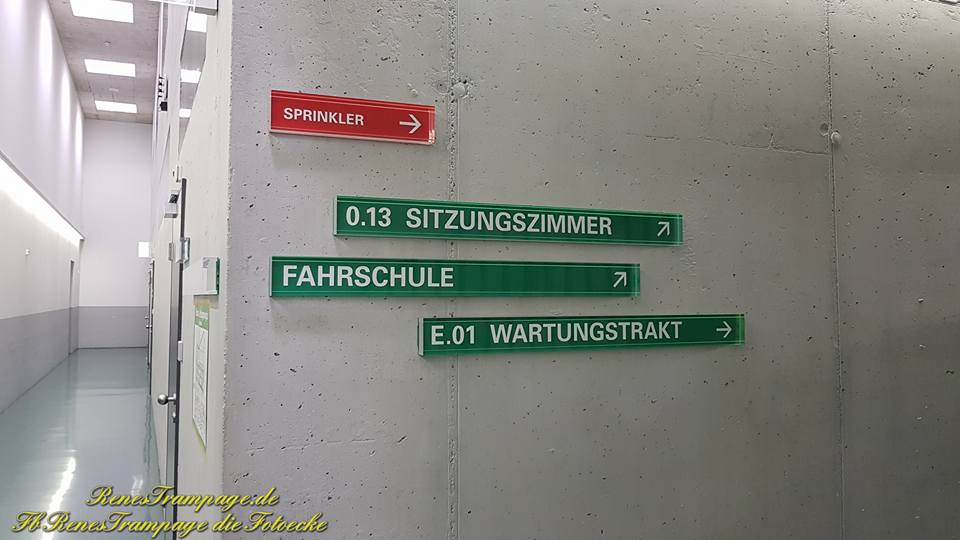 SPRINKLER →
0.13 SITZUNGSZIMMER ↗
FAHRSCHULE ↗
E.01 WARTUNGSTRAKT →
RenesTrampage.de
Fb RenesTrampage die Fotoecke